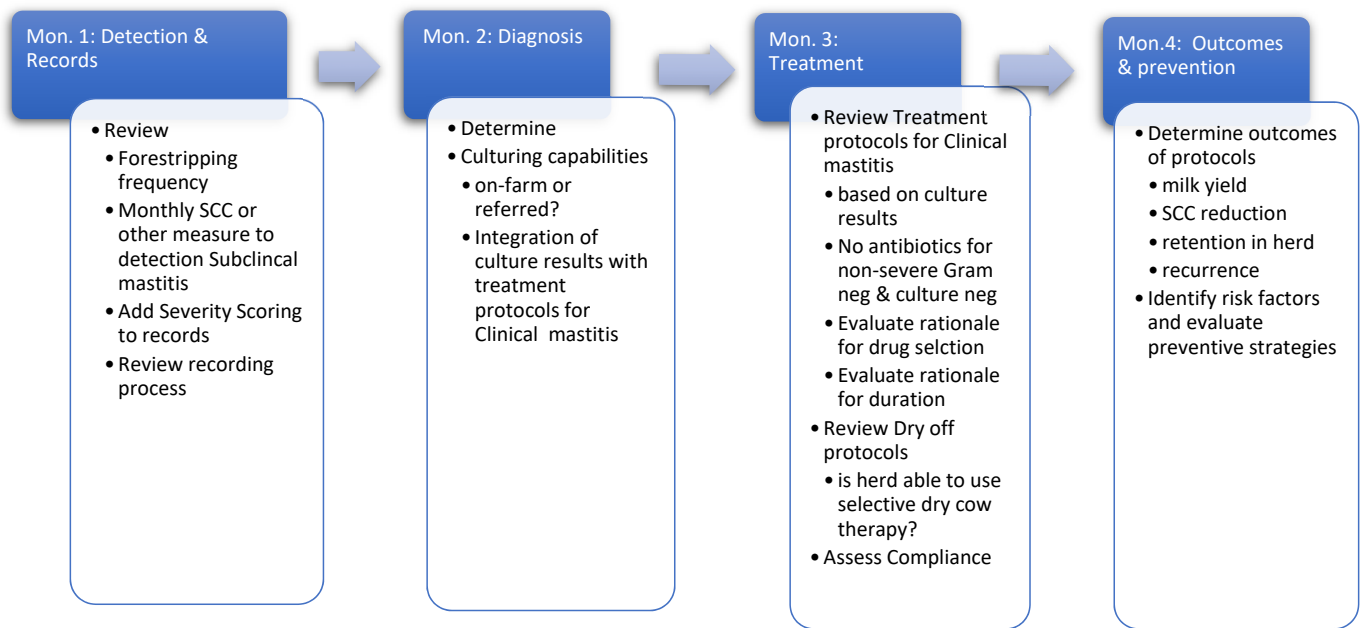 Mon. 1: Detection &
Records
• Review
• Forestripping
frequency
• Monthly SCC or
other measure to
detection Subclincal
mastitis
• Add Severity Scoring
to records
• Review recording
process
Mon. 2: Diagnosis
• Determine
• Culturing capabilities
• on-farm or
referred?
• Integration of
culture results with
treatment
protocols for
Clinical mastitis
Mon. 3:
Treatment
• Review Treatment
protocols for Clinical
mastitis
• based on culture
results
• No antibiotics for
non-severe Gram
neg & culture neg
• Evaluate rationale
for drug selction
• Evaluate rationale
for duration
• Review Dry off
protocols
• is herd able to use
selective dry cow
therapy?
• Assess Compliance
Mon.4: Outcomes
& prevention
• Determine outcomes
of protocols
• milk yield
• SCC reduction
• retention in herd
• recurrence
• Identify risk factors
and evaluate
preventive strategies